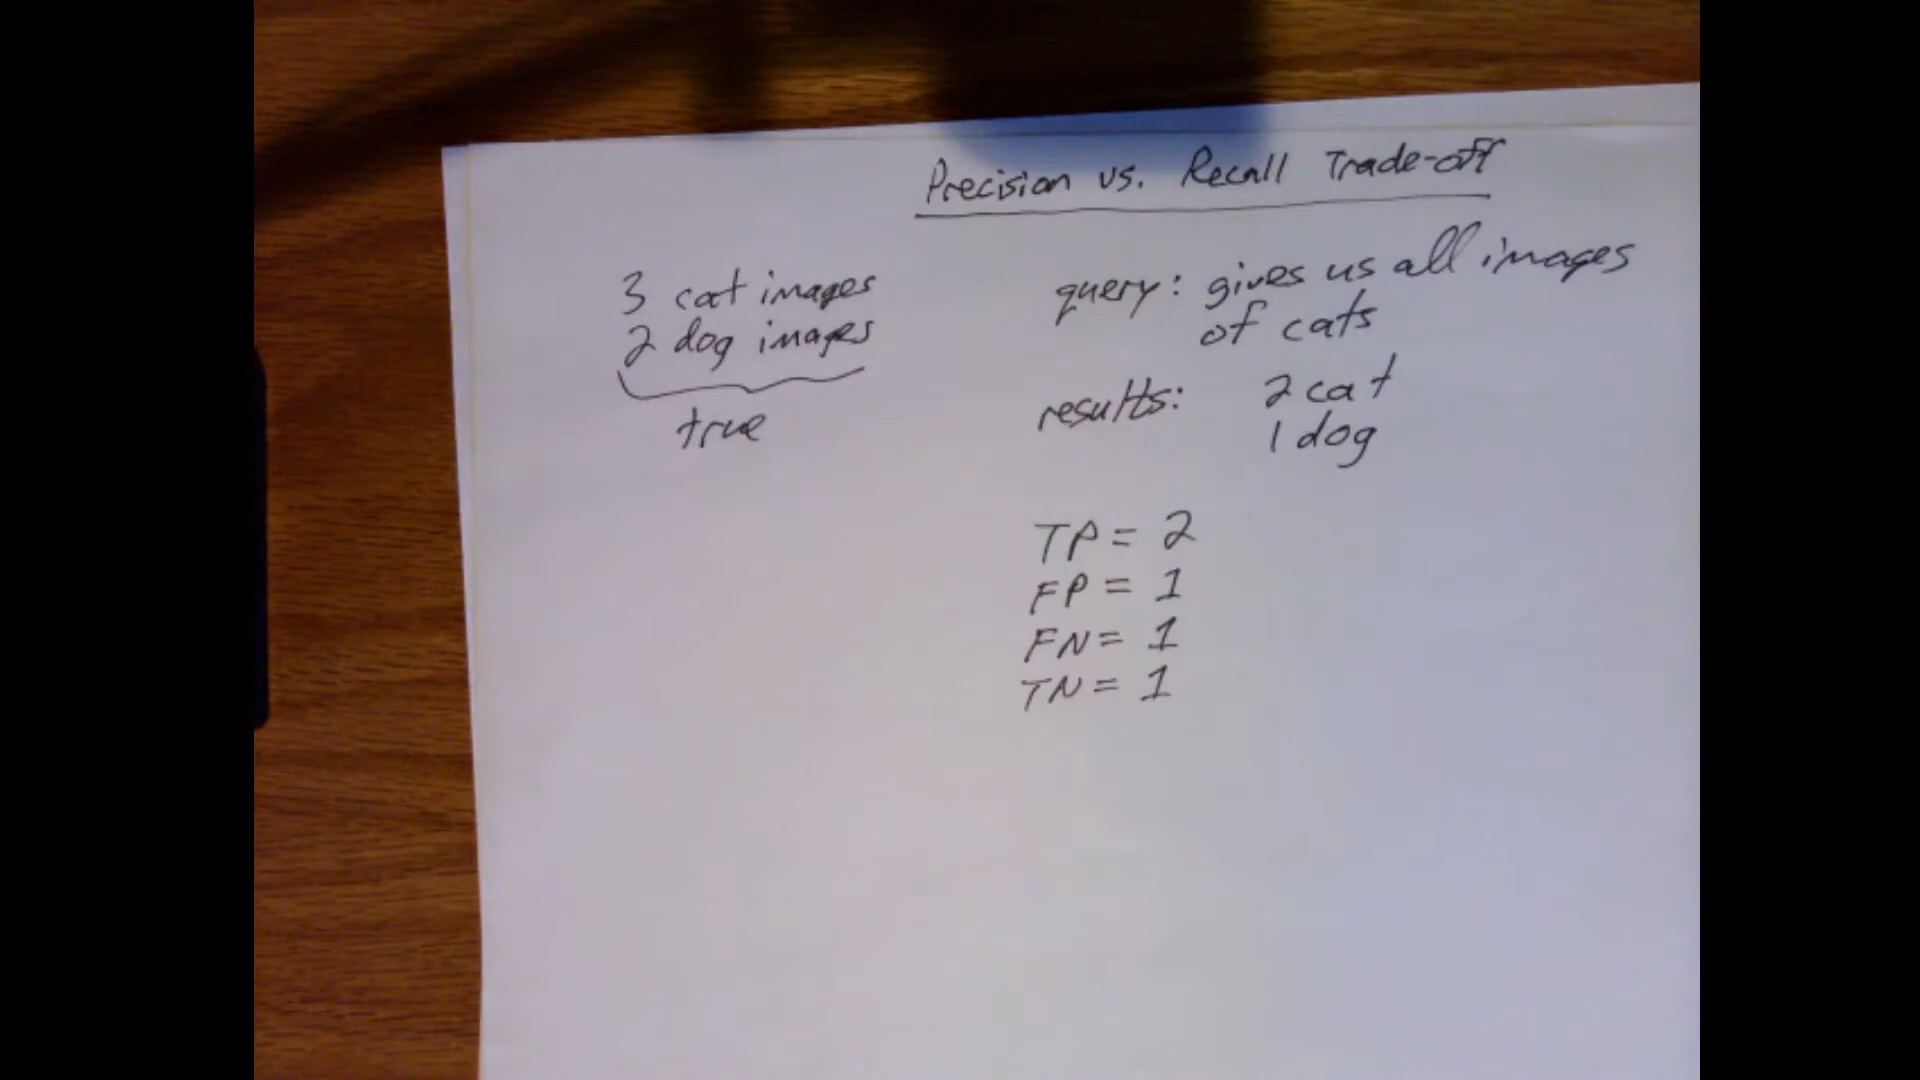 Precision vs. Recall Trade-off
3 cat images
2 dog images
true
query: gives us all images
of cats
results: 2 cat
1 dog
TP = 2
FP = 1
FN = 1
TN = 1